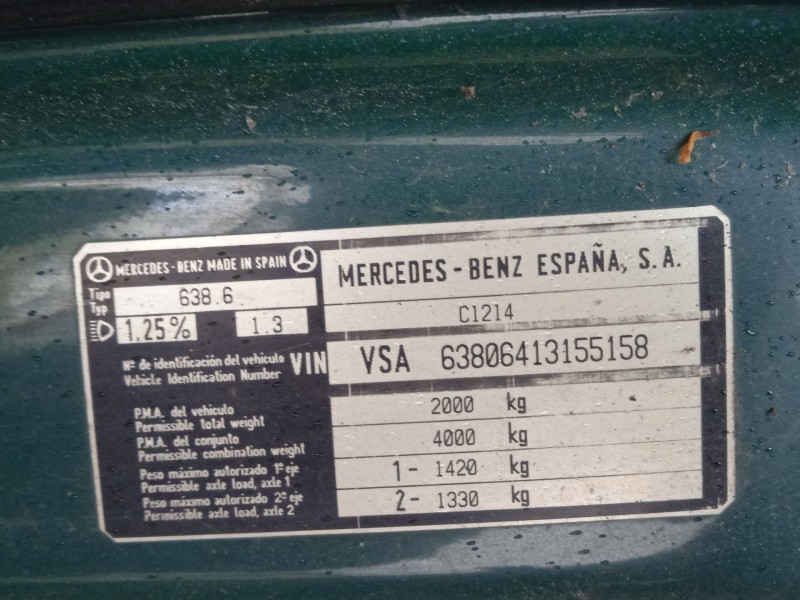 MERCEDES-BENZ MADE IN SPAIN
MERCEDES-BENZ ESPAÑA, S.A.
Tipo
Typ
638.6
C1214
1,25%
1.3
Nº de identificación del vehículo
Vehicle Identification Number
VIN
VSA 63806413155158
P.M.A. del vehículo
Permissible total weight
2000 kg
P.M.A. del conjunto
Permissible combination weight
4000 kg
Peso máximo autorizado 1ª eje
Permissible axle load, axle 1
1- 1420 kg
Peso máximo autorizado 2ª eje
Permissible axle load, axle 2
2- 1330 kg